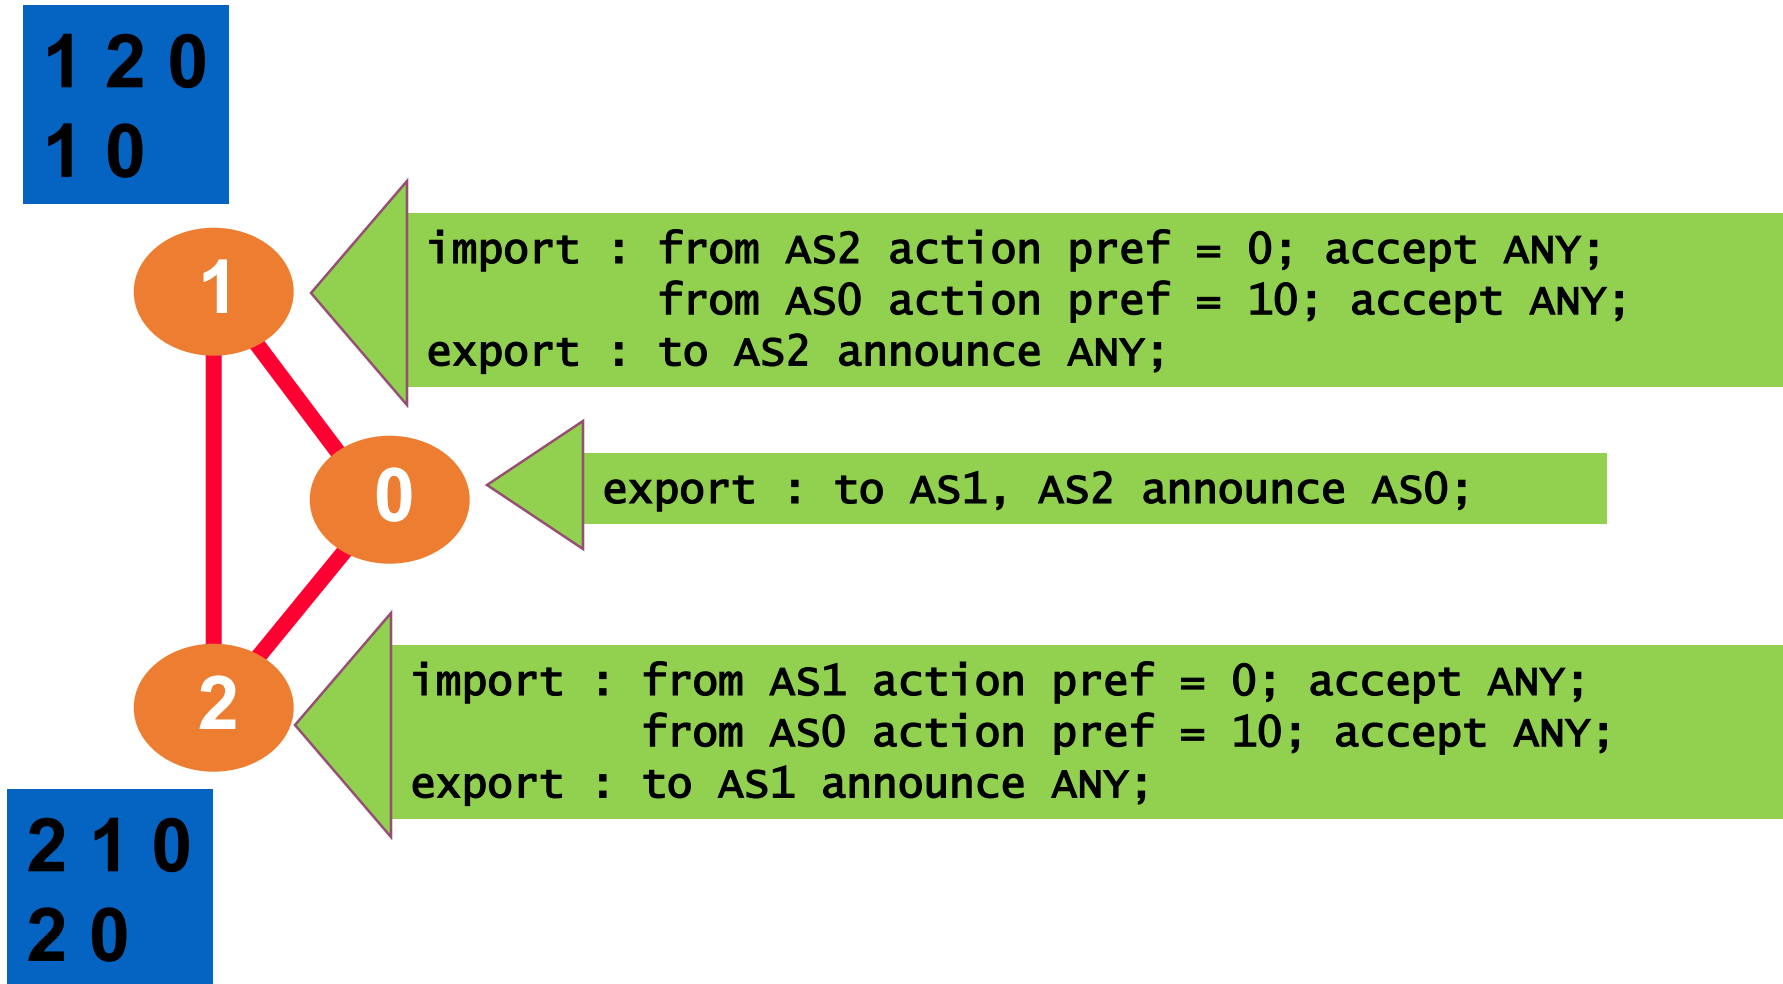 1 2 0
1 0
1
import : from AS2 action pref = 0; accept ANY;
from AS0 action pref = 10; accept ANY;
export : to AS2 announce ANY;
0
export : to AS1, AS2 announce AS0;
2
import : from AS1 action pref = 0; accept ANY;
from AS0 action pref = 10; accept ANY;
export : to AS1 announce ANY;
2 1 0
2 0